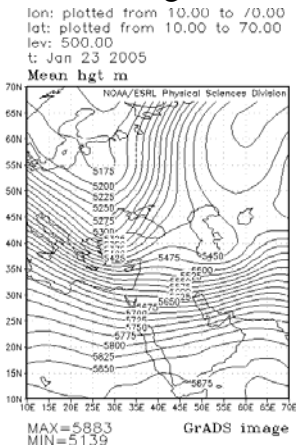 lon: plotted from 10.00 to 70.00
lat: plotted from 10.00 to 70.00
lev: 500.00
t: Jan 23 2005
Mean hgt m
NOAA/ESRL Physical Sciences Division
70N
65N
60N
55N
5175
50N
5200
5225
5250
45N
5275
5300
40N
5425
5475
5450
35N
5500
30N
5650
5675
5700
25N
5725
5750
5775
20N
5800
5825
15N
5850
5875
10N
10E 15E 20E 25E 30E 35E 40E 45E 50E 55E 60E 65E 70E
MAX=5883
MIN=5139
GrADS image